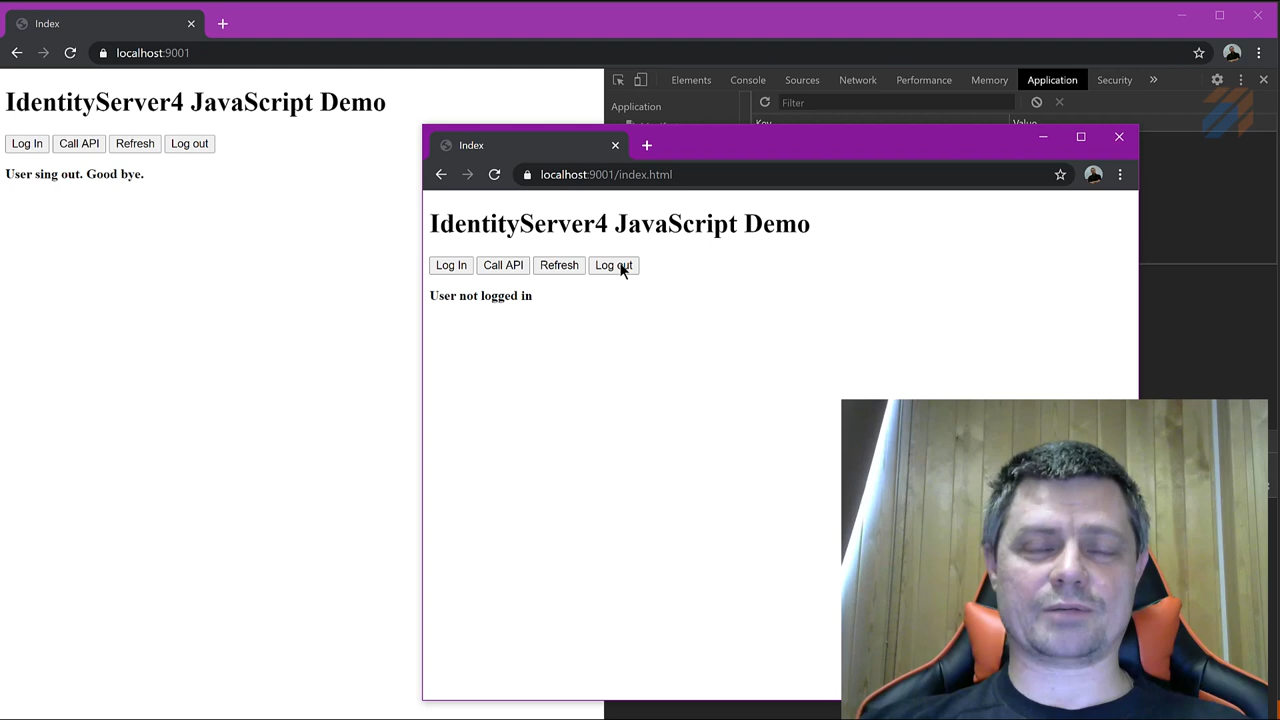 Index
localhost:9001
IdentityServer4 JavaScript Demo
Log In Call API Refresh Log out
User sing out. Good bye.
Elements Console Sources Network Performance Memory Application Security
Application
Filter
Index
localhost:9001/index.html
IdentityServer4 JavaScript Demo
Log In Call API Refresh Log out
User not logged in